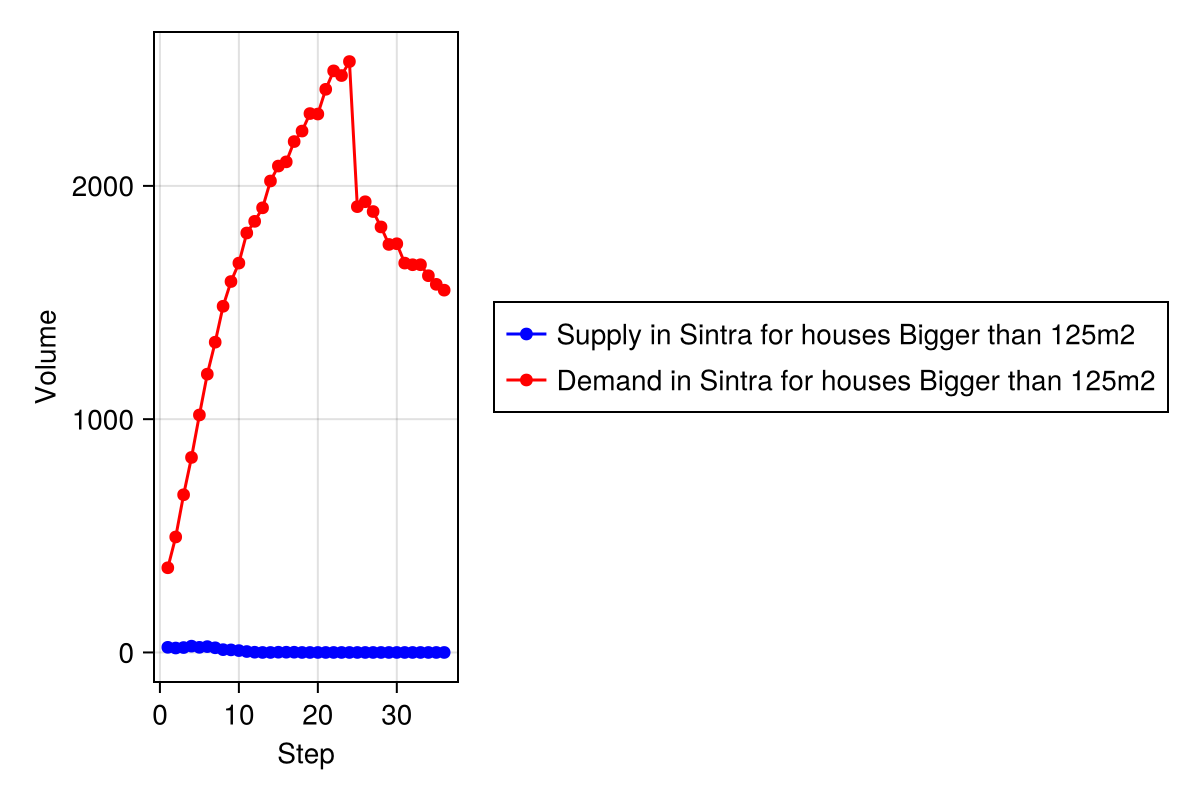 2000
1000
0
Volume
0 10 20 30
Step
Supply in Sintra for houses Bigger than 125m2
Demand in Sintra for houses Bigger than 125m2